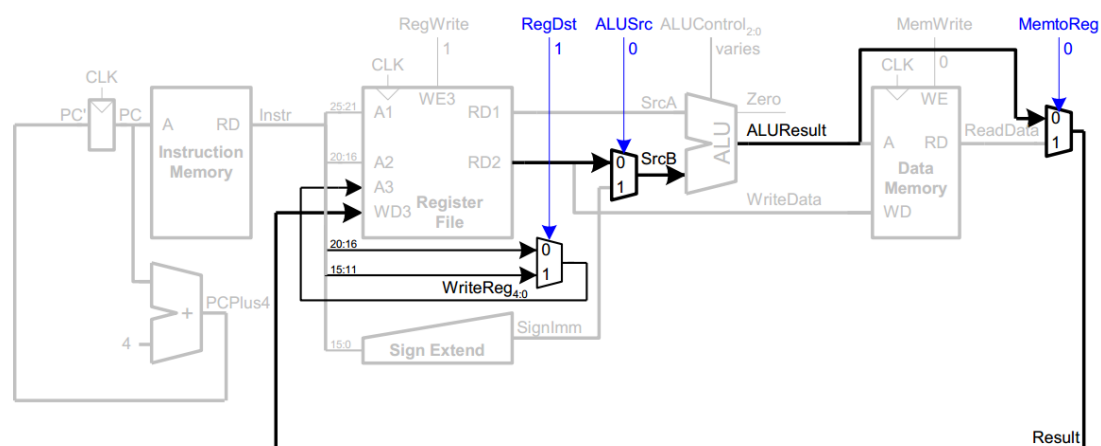 RegWrite RegDst ALUSrc ALUControl2:0 MemWrite MemtoReg
1 1 0 varies 0 0
CLK CLK CLK
PC' PC A RD Instr
Instruction
Memory
25:21 A1 WE3 RD1 SrcA Zero
20:16 A2 RD2 0 SrcB ALU ALUResult
A3 1
WD3 Register
File
WE
A RD ReadData 0
1
Data
Memory
WriteData WD
20:16 0
15:11 1
WriteReg4:0
PCPlus4
+
4
SignImm
15:0 Sign Extend
Result